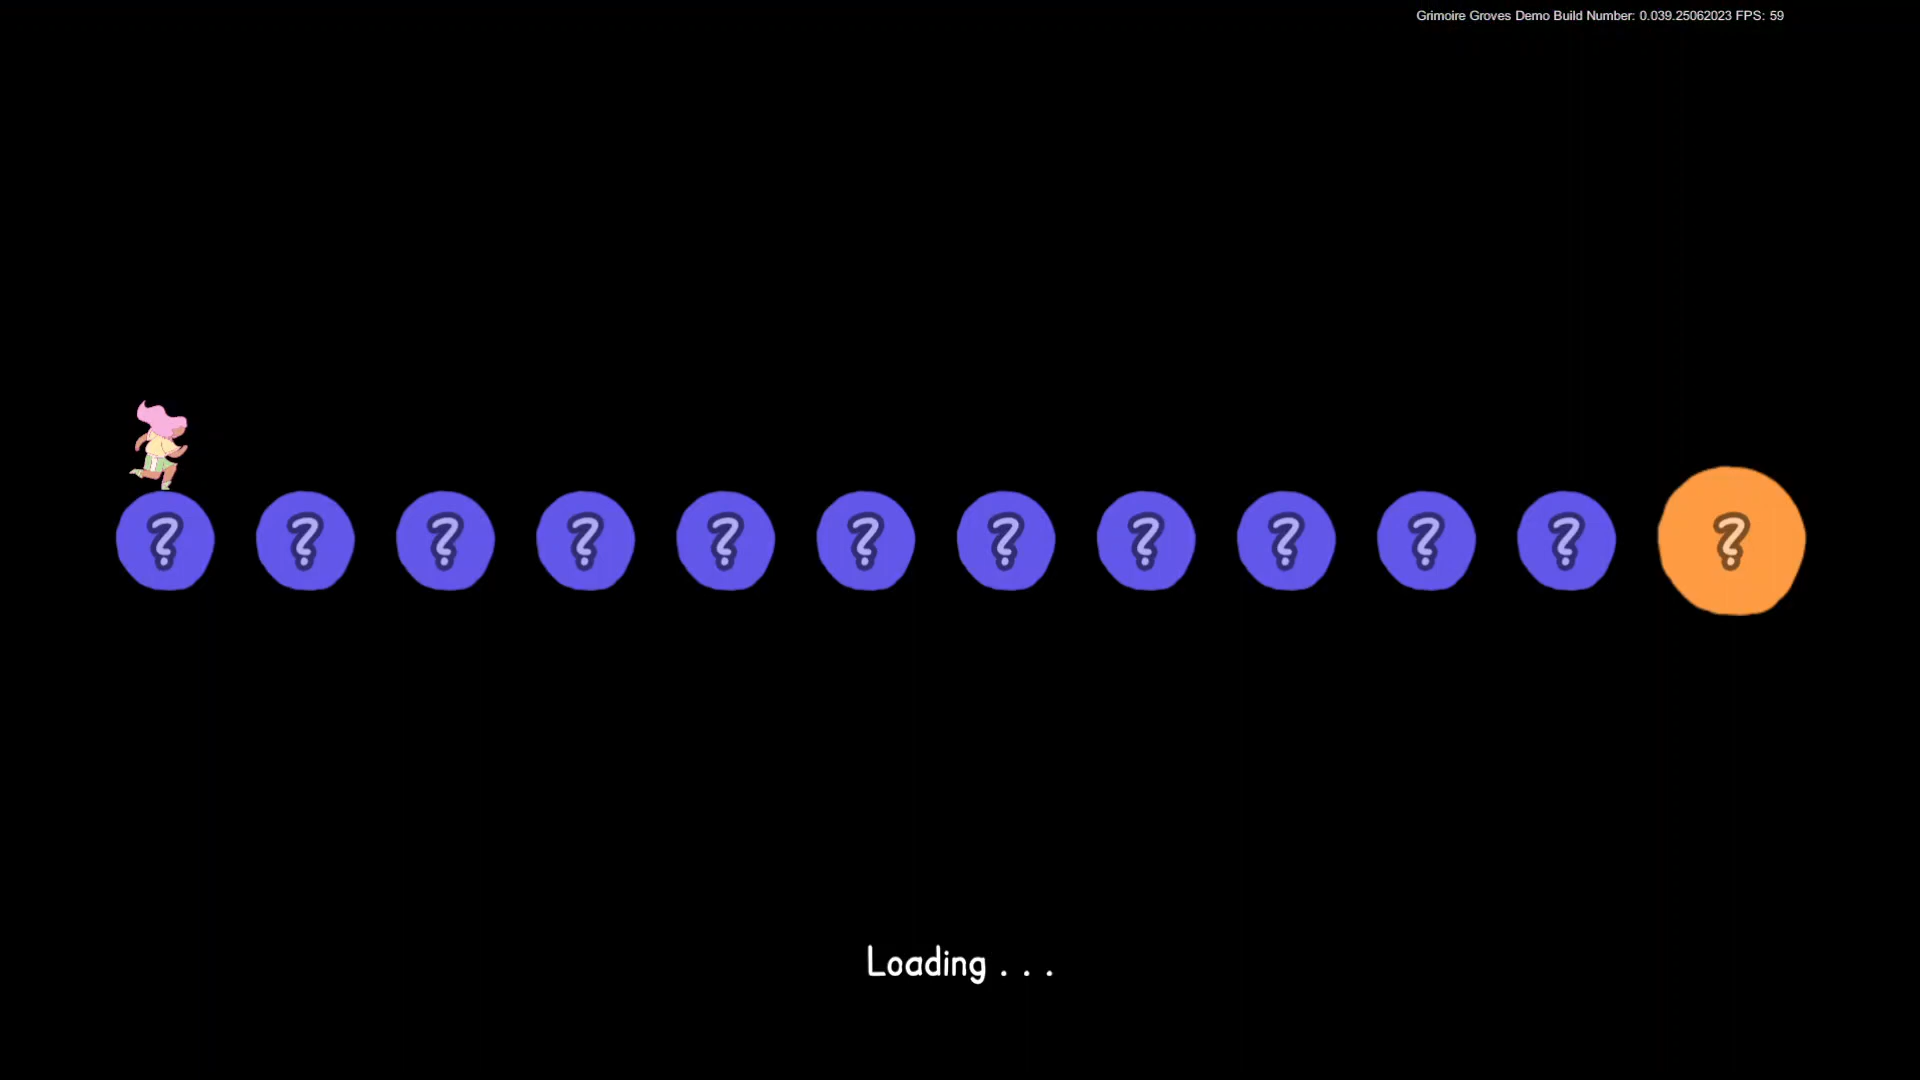 Grimoire Groves Demo Build Number: 0.039.25062023 FPS: 59
? ? ? ? ? ? ? ? ? ? ? ?
Loading . . .